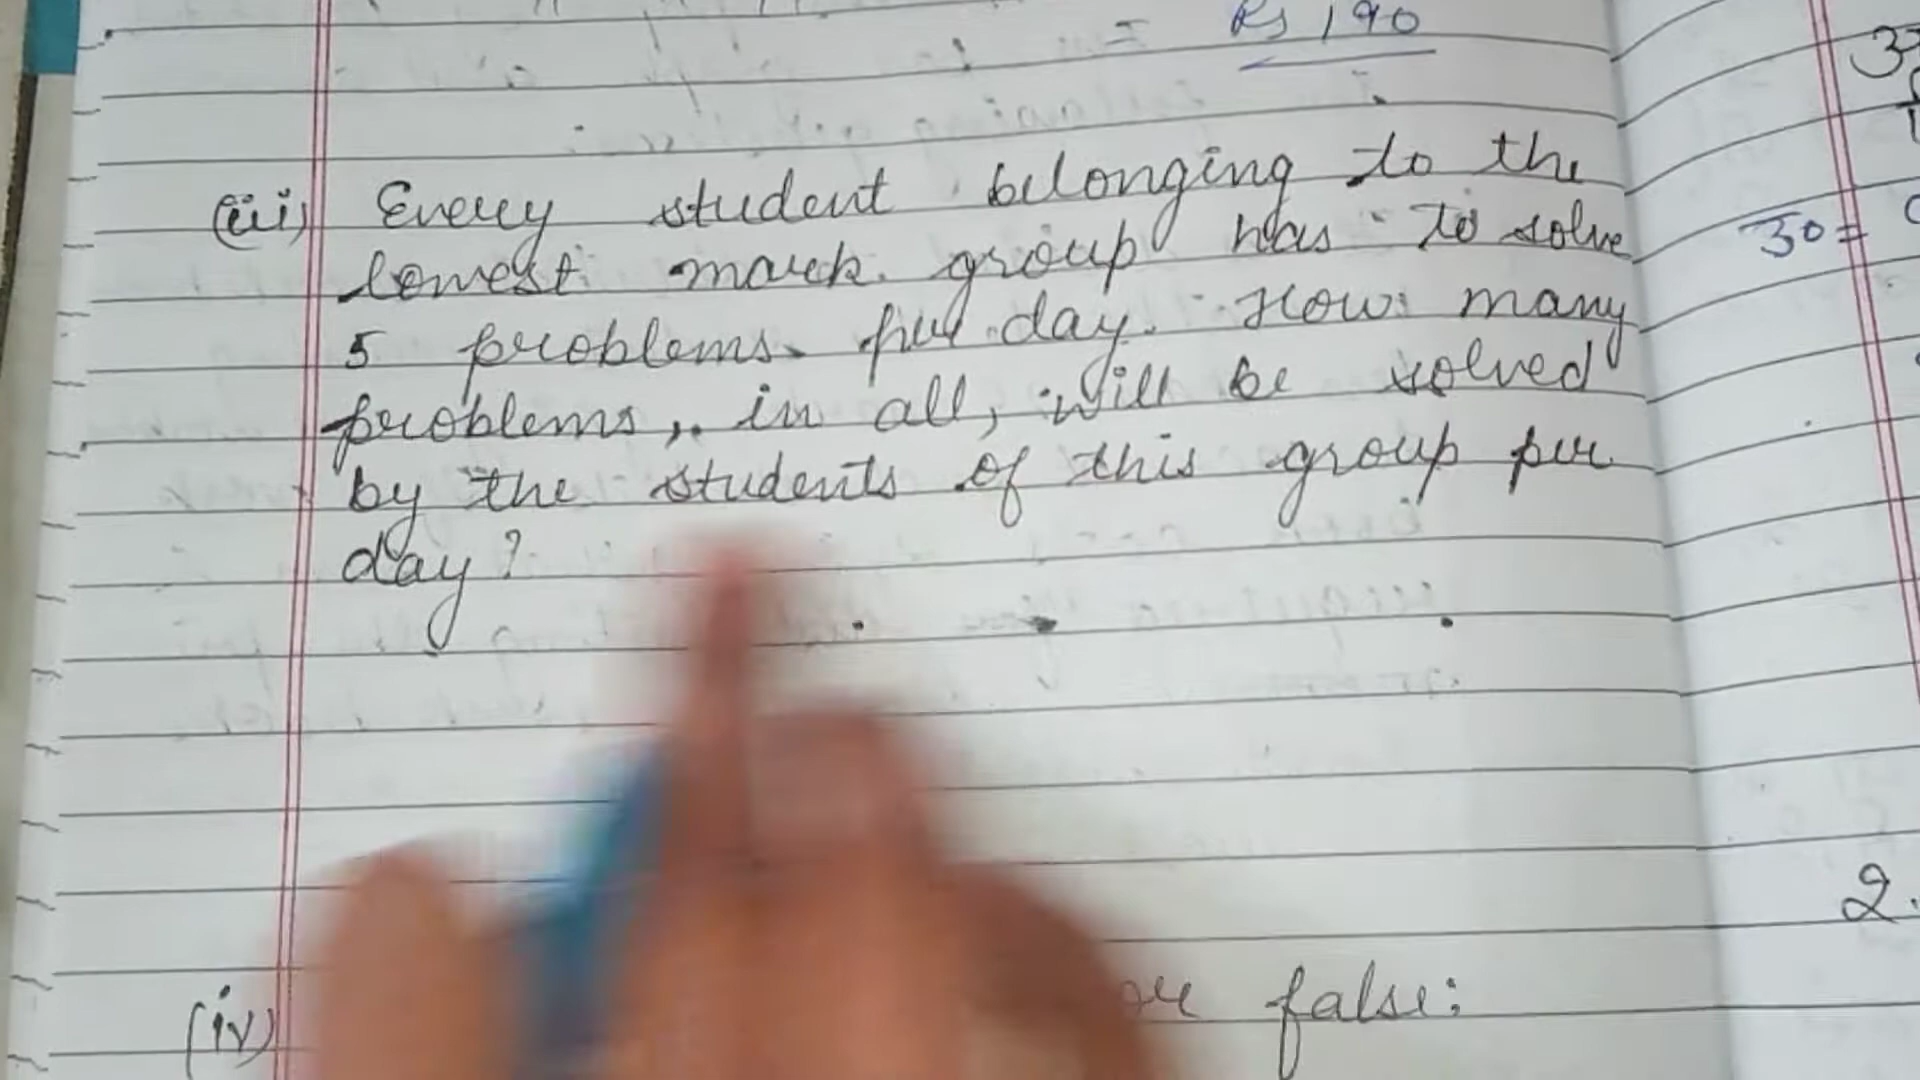 Rs 190
(iii) Every student belonging to the
lowest mark group has to solve
5 problems per day. How many
problems, in all, will be solved
by the students of this group per
day?
(iv) or false:
30=
2.